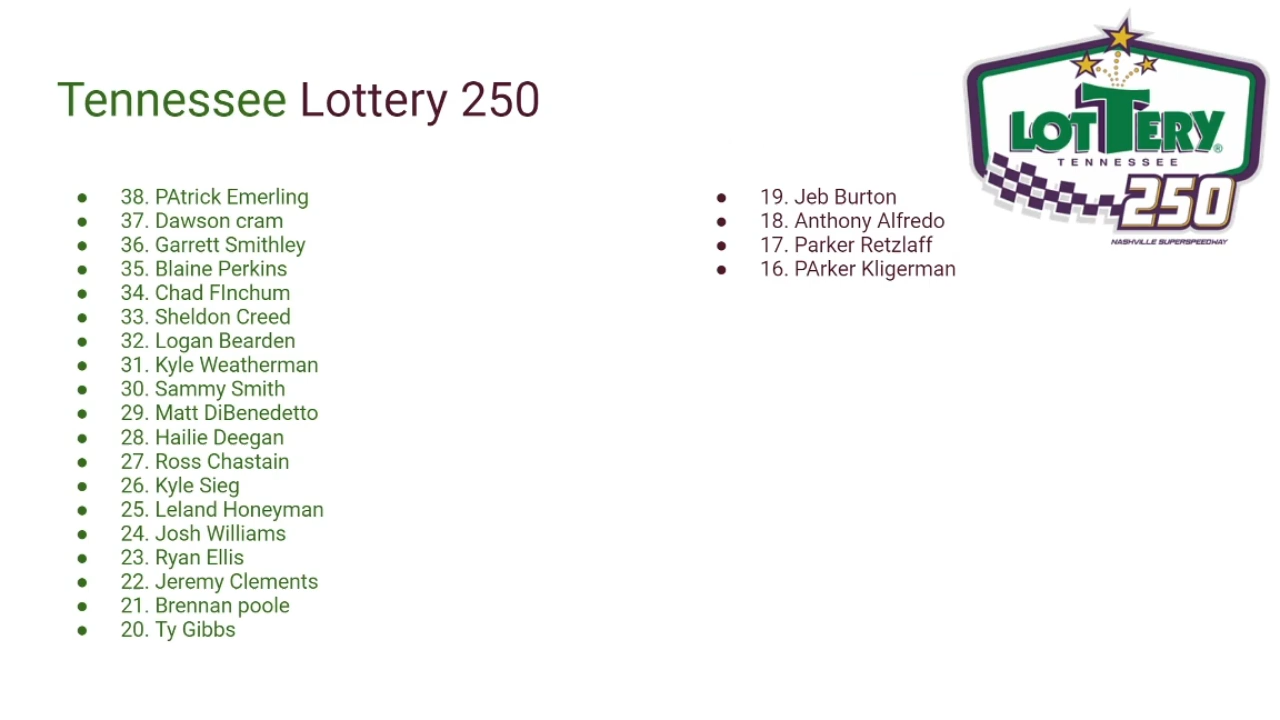 Tennessee Lottery 250
38. PAtrick Emerling
37. Dawson cram
36. Garrett Smithley
35. Blaine Perkins
34. Chad FInchum
33. Sheldon Creed
32. Logan Bearden
31. Kyle Weatherman
30. Sammy Smith
29. Matt DiBenedetto
28. Hailie Deegan
27. Ross Chastain
26. Kyle Sieg
25. Leland Honeyman
24. Josh Williams
23. Ryan Ellis
22. Jeremy Clements
21. Brennan poole
20. Ty Gibbs
19. Jeb Burton
18. Anthony Alfredo
17. Parker Retzlaff
16. PArker Kligerman
LOTTERY®
TENNESSEE
250
NASHVILLE SUPERSPEEDWAY